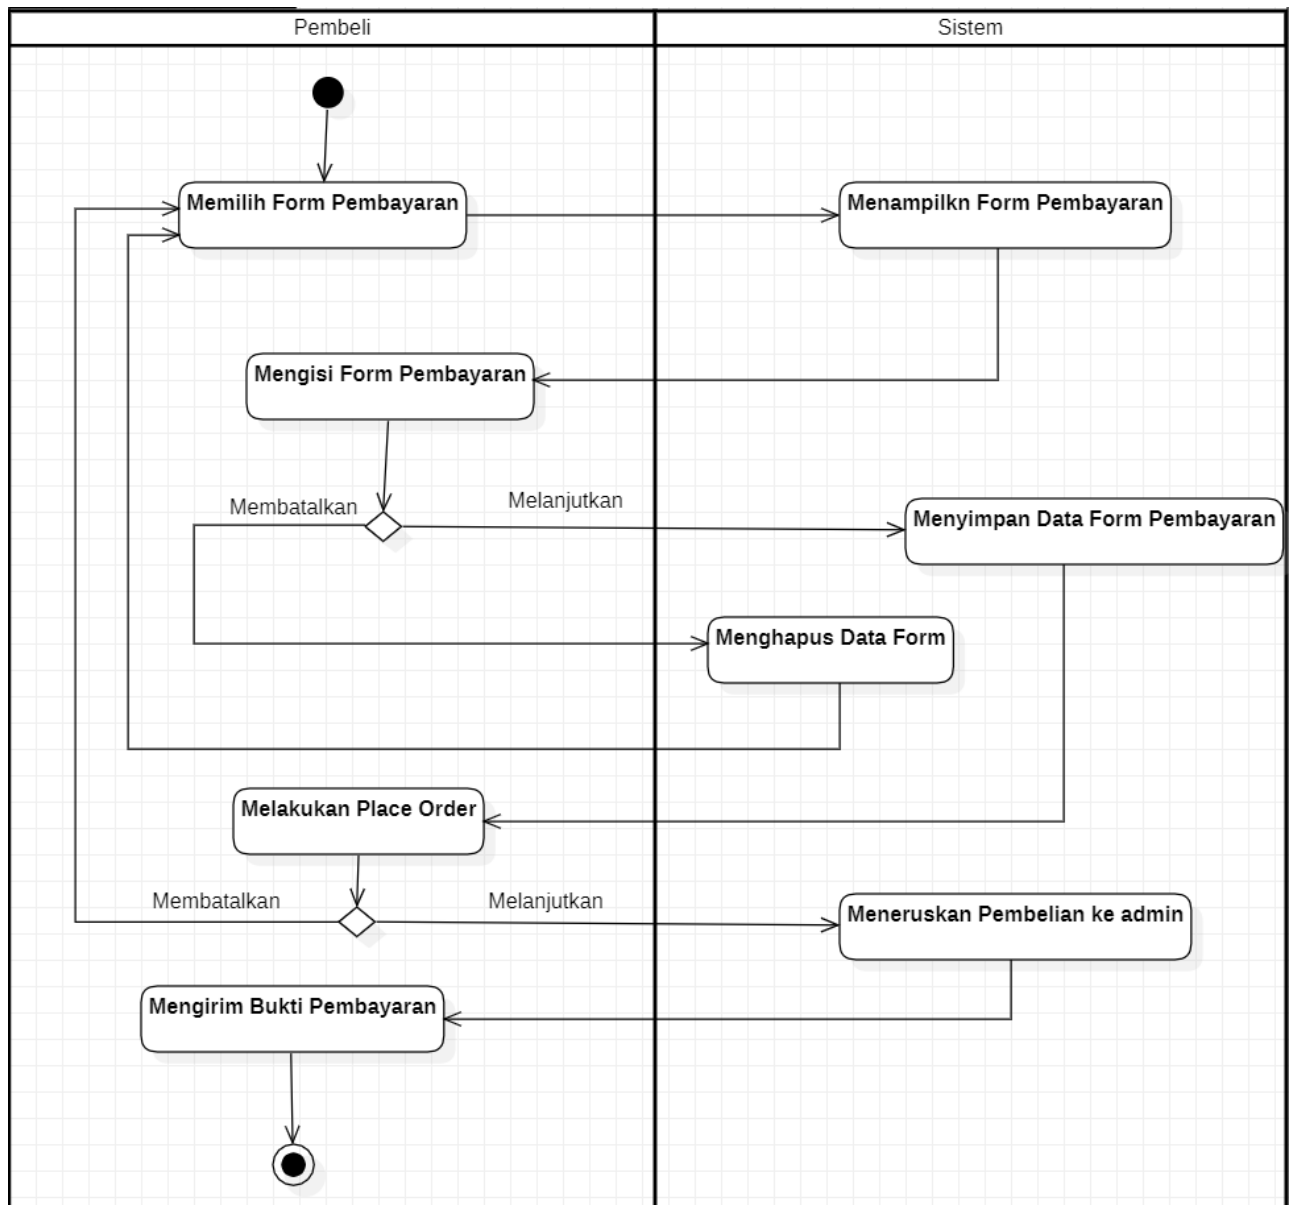 Pembeli
Sistem
Memilih Form Pembayaran
Menampilkn Form Pembayaran
Mengisi Form Pembayaran
Membatalkan
Melanjutkan
Menyimpan Data Form Pembayaran
Menghapus Data Form
Melakukan Place Order
Membatalkan
Melanjutkan
Meneruskan Pembelian ke admin
Mengirim Bukti Pembayaran